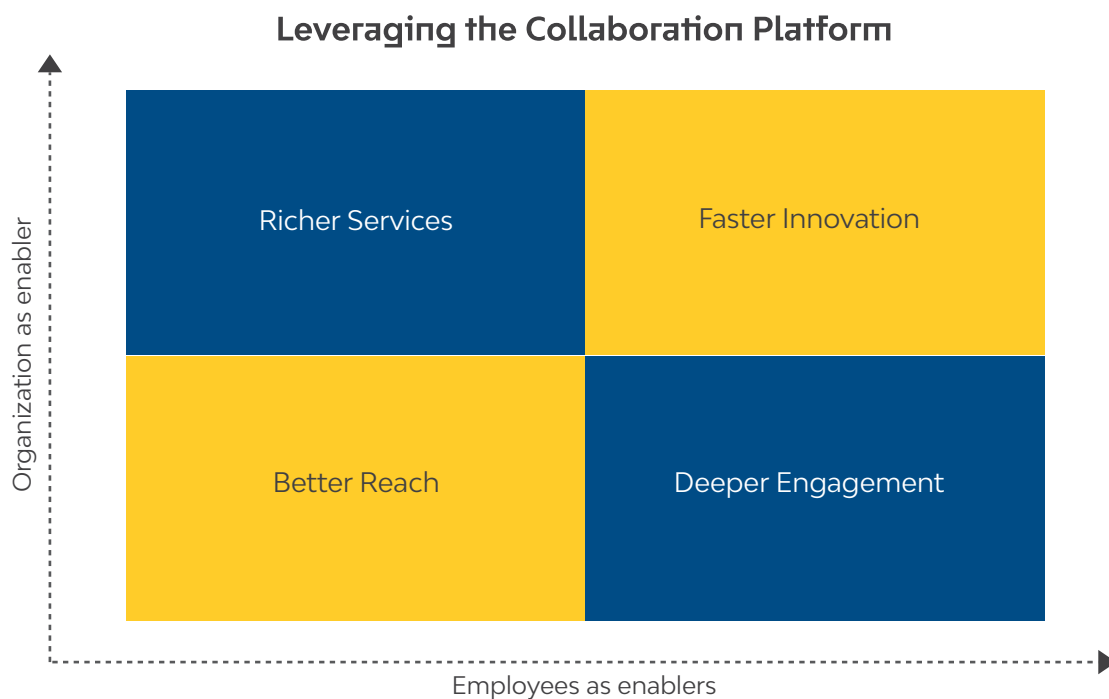 Leveraging the Collaboration Platform
Organization as enabler
Richer Services
Faster Innovation
Better Reach
Deeper Engagement
Employees as enablers